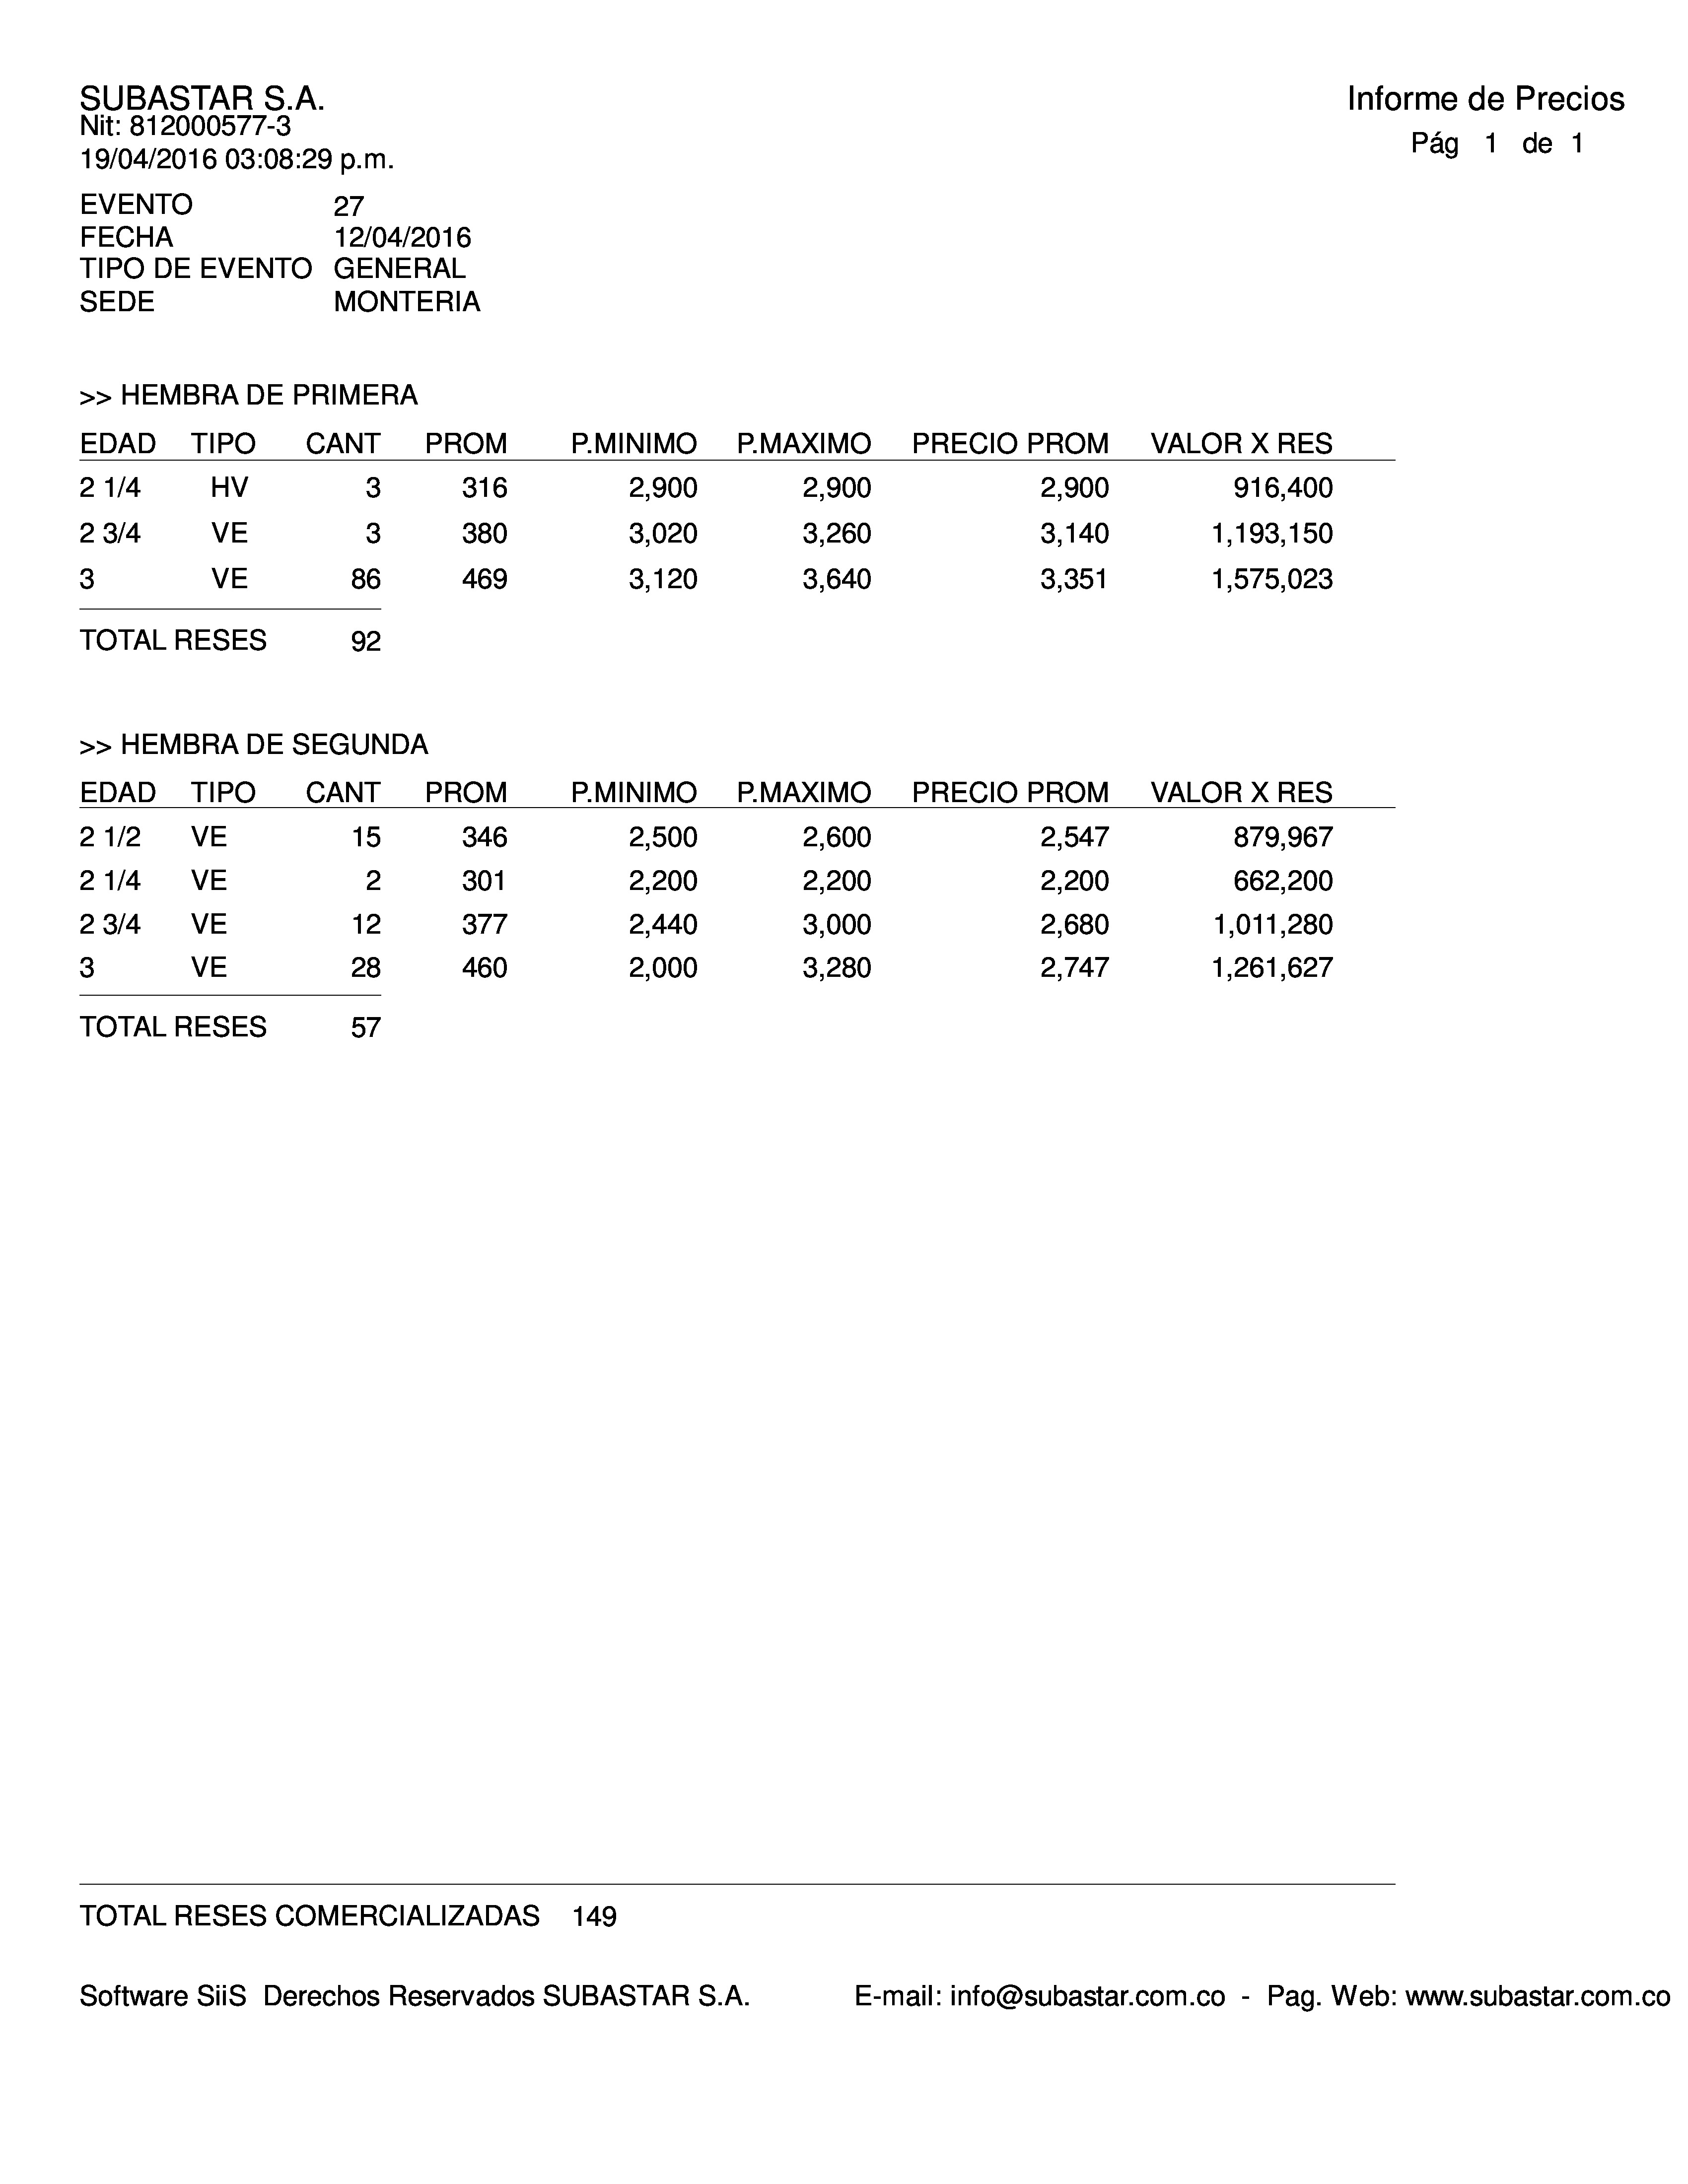 SUBASTAR S.A.
Informe de Precios
Nit: 812000577-3
Pág 1 de 1
19/04/2016 03:08:29 p.m.
EVENTO 27
FECHA 12/04/2016
TIPO DE EVENTO GENERAL
SEDE MONTERIA
>> HEMBRA DE PRIMERA
EDAD TIPO CANT PROM P.MINIMO P.MAXIMO PRECIO PROM VALOR X RES
2 1/4 HV 3 316 2,900 2,900 2,900 916,400
2 3/4 VE 3 380 3,020 3,260 3,140 1,193,150
3 VE 86 469 3,120 3,640 3,351 1,575,023
TOTAL RESES 92
>> HEMBRA DE SEGUNDA
EDAD TIPO CANT PROM P.MINIMO P.MAXIMO PRECIO PROM VALOR X RES
2 1/2 VE 15 346 2,500 2,600 2,547 879,967
2 1/4 VE 2 301 2,200 2,200 2,200 662,200
2 3/4 VE 12 377 2,440 3,000 2,680 1,011,280
3 VE 28 460 2,000 3,280 2,747 1,261,627
TOTAL RESES 57
TOTAL RESES COMERCIALIZADAS 149
Software SiiS Derechos Reservados SUBASTAR S.A. E-mail: info@subastar.com.co - Pag. Web: www.subastar.com.co